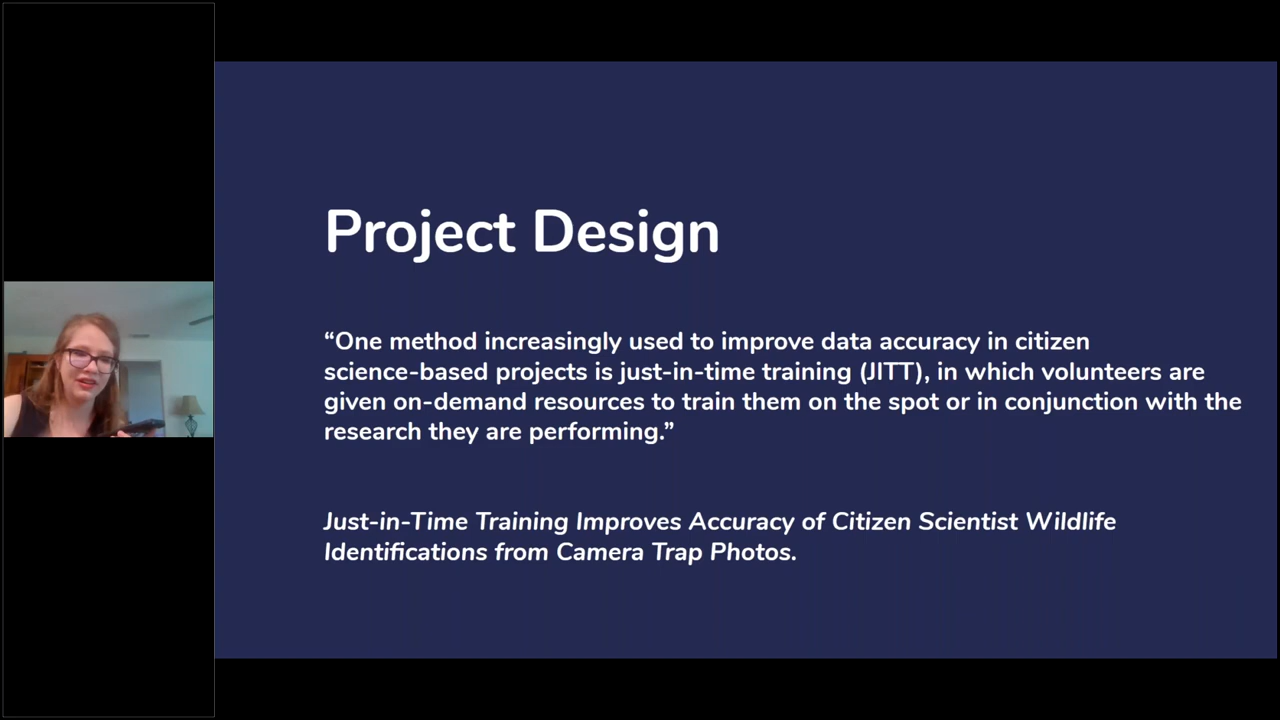 Project Design
“One method increasingly used to improve data accuracy in citizen
science-based projects is just-in-time training (JITT), in which volunteers are
given on-demand resources to train them on the spot or in conjunction with the
research they are performing.”
Just-in-Time Training Improves Accuracy of Citizen Scientist Wildlife
Identifications from Camera Trap Photos.